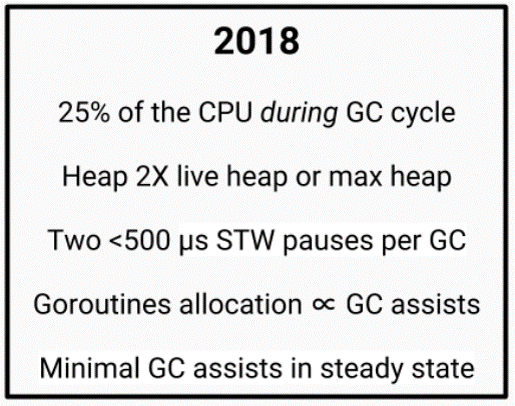 2018
25% of the CPU during GC cycle
Heap 2X live heap or max heap
Two <500 µs STW pauses per GC
Goroutines allocation ∝ GC assists
Minimal GC assists in steady state